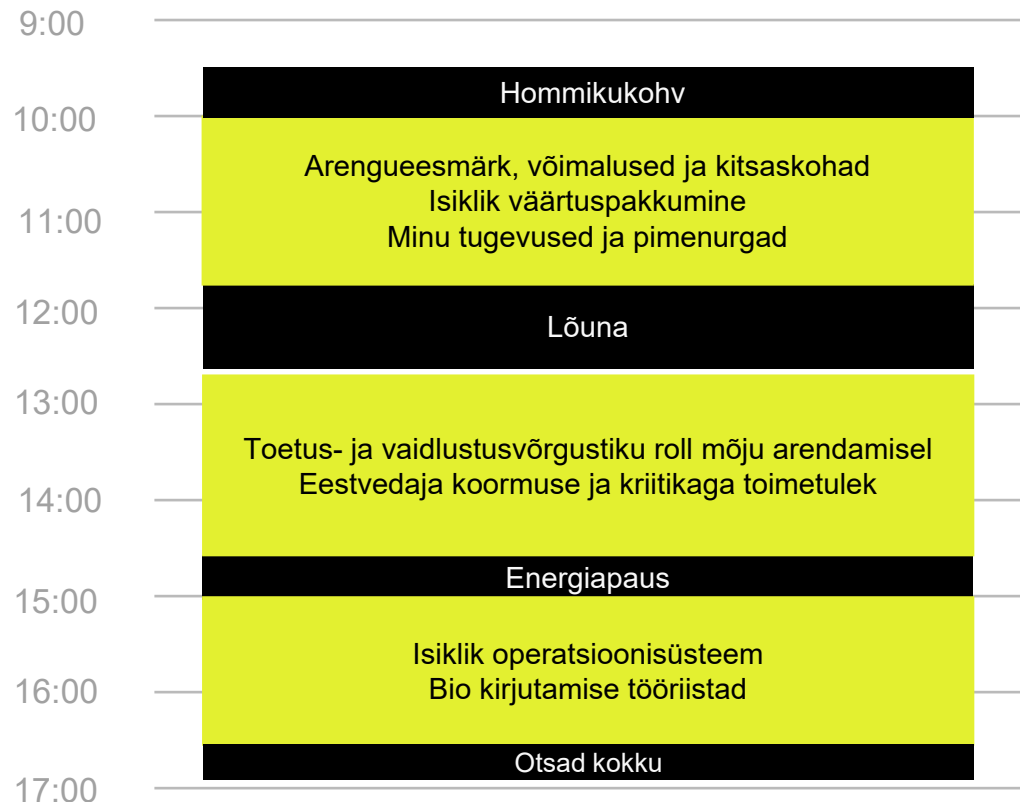 9:00
Hommikukohv
10:00
Arengueesmärk, võimalused ja kitsaskohad
Isiklik väärtuspakkumine
11:00
Minu tugevused ja pimenurgad
12:00
Lõuna
13:00
Toetus- ja vaidlustusvõrgustiku roll mõju arendamisel
Eestvedaja koormuse ja kriitikaga toimetulek
14:00
Energiapaus
15:00
Isiklik operatsioonisüsteem
Bio kirjutamise tööriistad
16:00
Otsad kokku
17:00